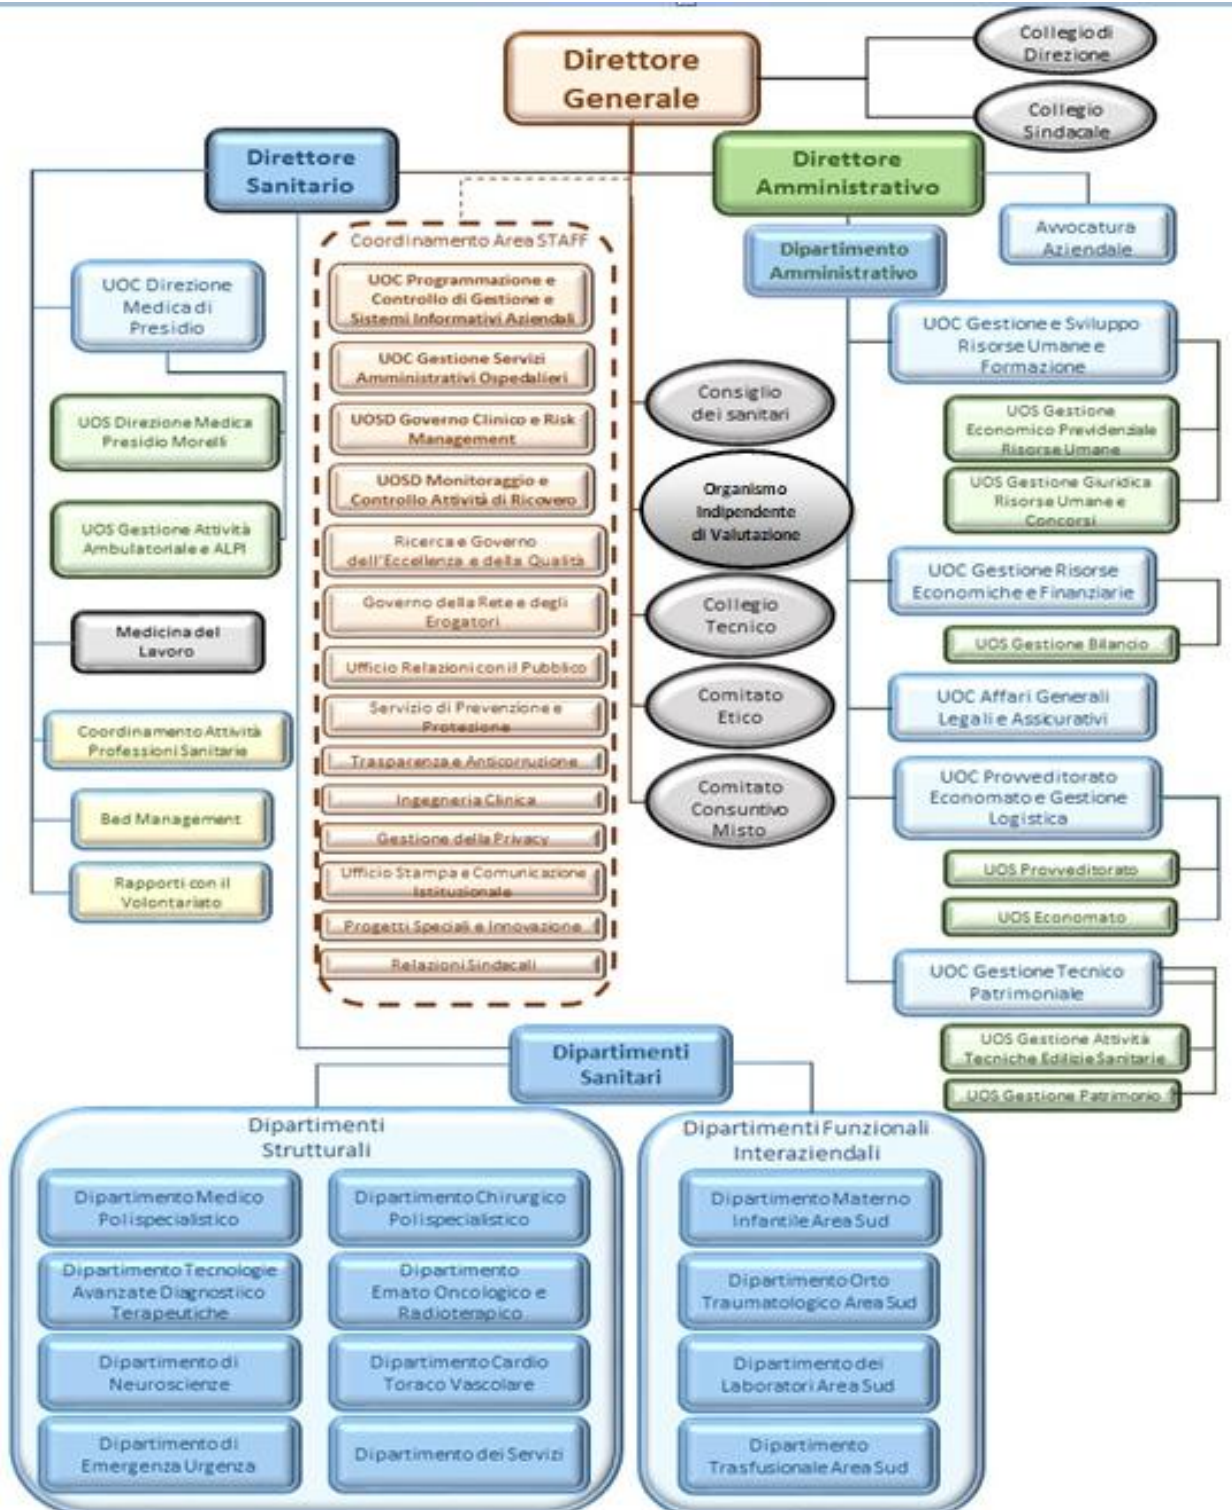 Direttore
Generale
Collegio di
Direzione
Collegio
Sindacale
Direttore
Sanitario
Direttore
Amministrativo
Avvocatura
Aziendale
Dipartimento
Amministrativo
UOC Direzione
Medica di
Presidio
UOS Direzione Medica
Presidio Morelli
UOS Gestione Attività
Ambulatoriale e ALPI
Medicina del
Lavoro
Coordinamento Attività
Professioni Sanitarie
Bed Management
Rapporti con il
Volontariato
Coordinamento Area STAFF
UOC Programmazione e
Controllo di Gestione e
Sistemi Informativi Aziendali
UOC Gestione Servizi
Amministrativi Ospedalieri
UOSD Governo Clinico e Risk
Management
UOSD Monitoraggio e
Controllo Attività di Ricovero
Ricerca e Governo
dell'Eccellenza e della Qualità
Governo della Rete e degli
Erogatori
Ufficio Relazioni con il Pubblico
Servizio di Prevenzione e
Protezione
Trasparenza e Anticorruzione
Ingegneria Clinica
Gestione della Privacy
Ufficio Stampa e Comunicazione
Istituzionale
Progetti Speciali e Innovazione
Relazioni Sindacali
Consiglio
dei sanitari
Organismo
Indipendente
di Valutazione
Collegio
Tecnico
Comitato
Etico
Comitato
Consuntivo
Misto
UOC Gestione e Sviluppo
Risorse Umane e
Formazione
UOS Gestione
Economico Previdenziale
Risorse Umane
UOS Gestione Giuridica
Risorse Umane e
Concorsi
UOC Gestione Risorse
Economiche e Finanziarie
UOS Gestione Bilancio
UOC Affari Generali
Legali e Assicurativi
UOC Provveditorato
Economato e Gestione
Logistica
UOS Provveditorato
UOS Economato
UOC Gestione Tecnico
Patrimoniale
UOS Gestione Attività
Tecniche Edilizie Sanitarie
UOS Gestione Patrimonio
Dipartimenti
Sanitari
Dipartimenti
Strutturali
Dipartimento Medico
Polispecialistico
Dipartimento Chirurgico
Polispecialistico
Dipartimento Tecnologie
Avanzate Diagnostico
Terapeutiche
Dipartimento
Emato Oncologico e
Radioterapico
Dipartimento di
Neuroscienze
Dipartimento Cardio
Toraco Vascolare
Dipartimento di
Emergenza Urgenza
Dipartimento dei Servizi
Dipartimenti Funzionali
Interaziendali
Dipartimento Materno
Infantile Area Sud
Dipartimento Orto
Traumatologico Area Sud
Dipartimento dei
Laboratori Area Sud
Dipartimento
Trasfusionale Area Sud